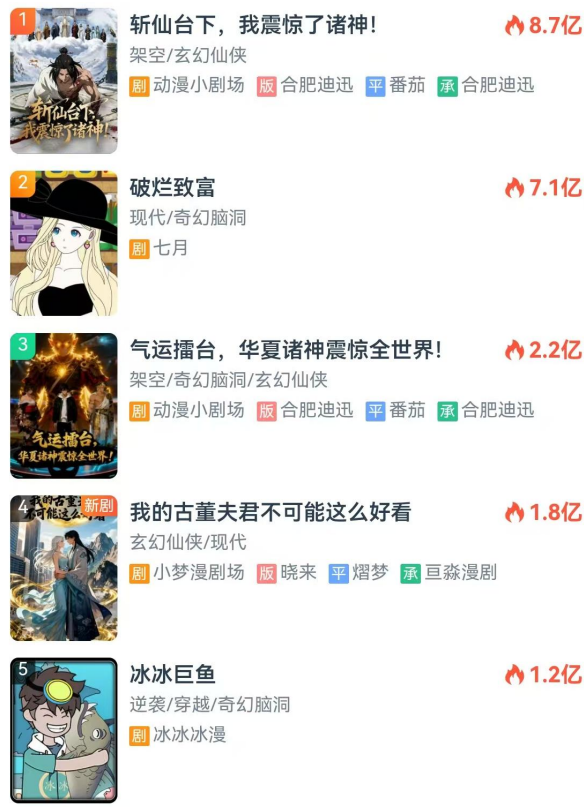 1
斩仙台下，
我震惊了诸神！
斩仙台下，我震惊了诸神！
8.7亿
架空/玄幻仙侠
剧 动漫小剧场 版 合肥迪迅 平 番茄 承 合肥迪迅
2
破烂致富
7.1亿
现代/奇幻脑洞
剧 七月
3
气运擂台，
华夏诸神震惊全世界！
气运擂台，华夏诸神震惊全世界！
2.2亿
架空/奇幻脑洞/玄幻仙侠
剧 动漫小剧场 版 合肥迪迅 平 番茄 承 合肥迪迅
4
新剧
我的古董夫君不可能这么好看
1.8亿
玄幻仙侠/现代
剧 小梦漫剧场 版 晓来 平 熠梦 承 亘淼漫剧
5
冰冰巨鱼
1.2亿
逆袭/穿越/奇幻脑洞
剧 冰冰冰漫